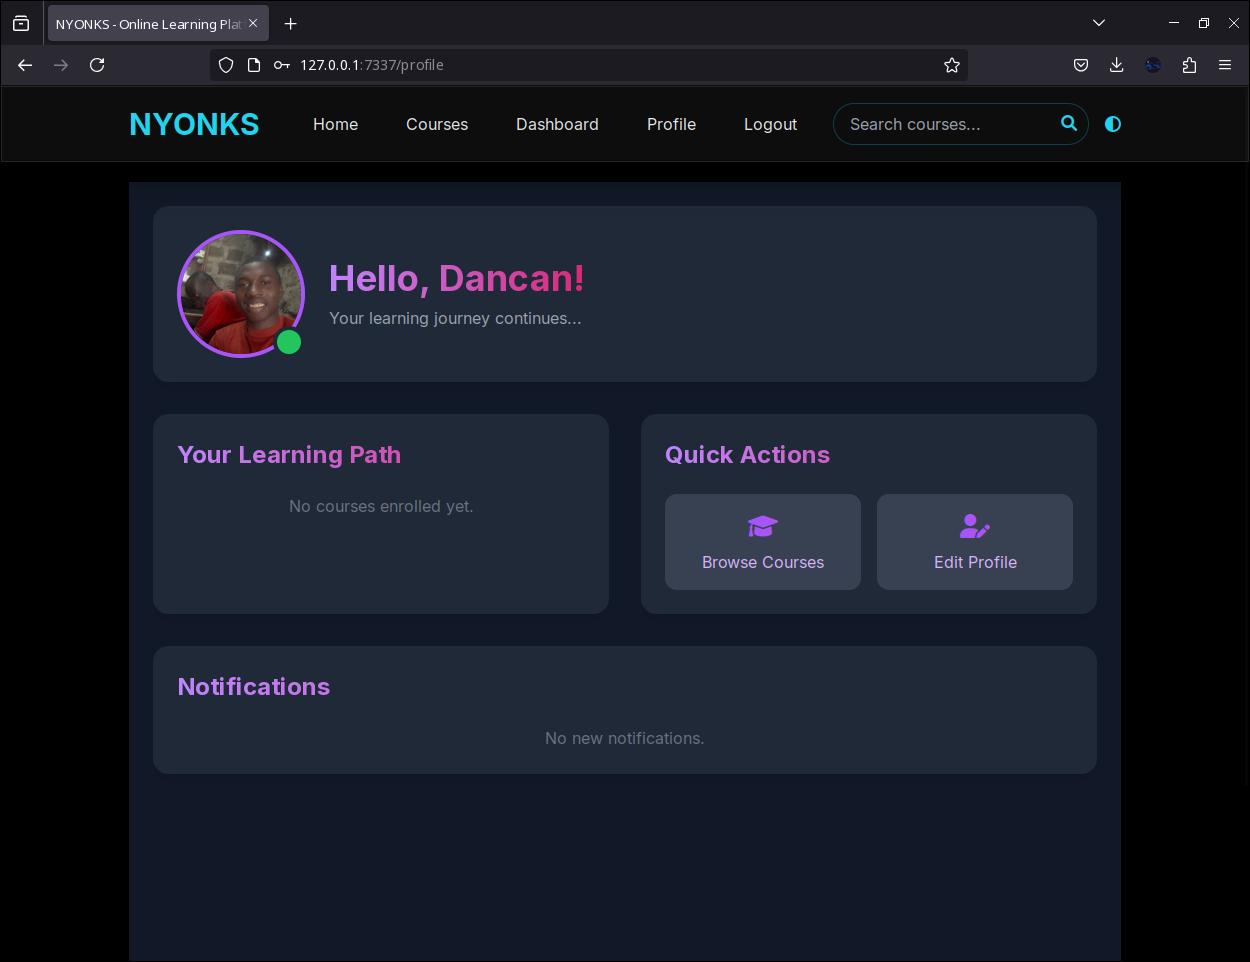 NYONKS - Online Learning Plat
127.0.0.1:7337/profile
NYONKS
Home
Courses
Dashboard
Profile
Logout
Search courses...
Hello, Dancan!
Your learning journey continues...
Your Learning Path
No courses enrolled yet.
Quick Actions
Browse Courses
Edit Profile
Notifications
No new notifications.